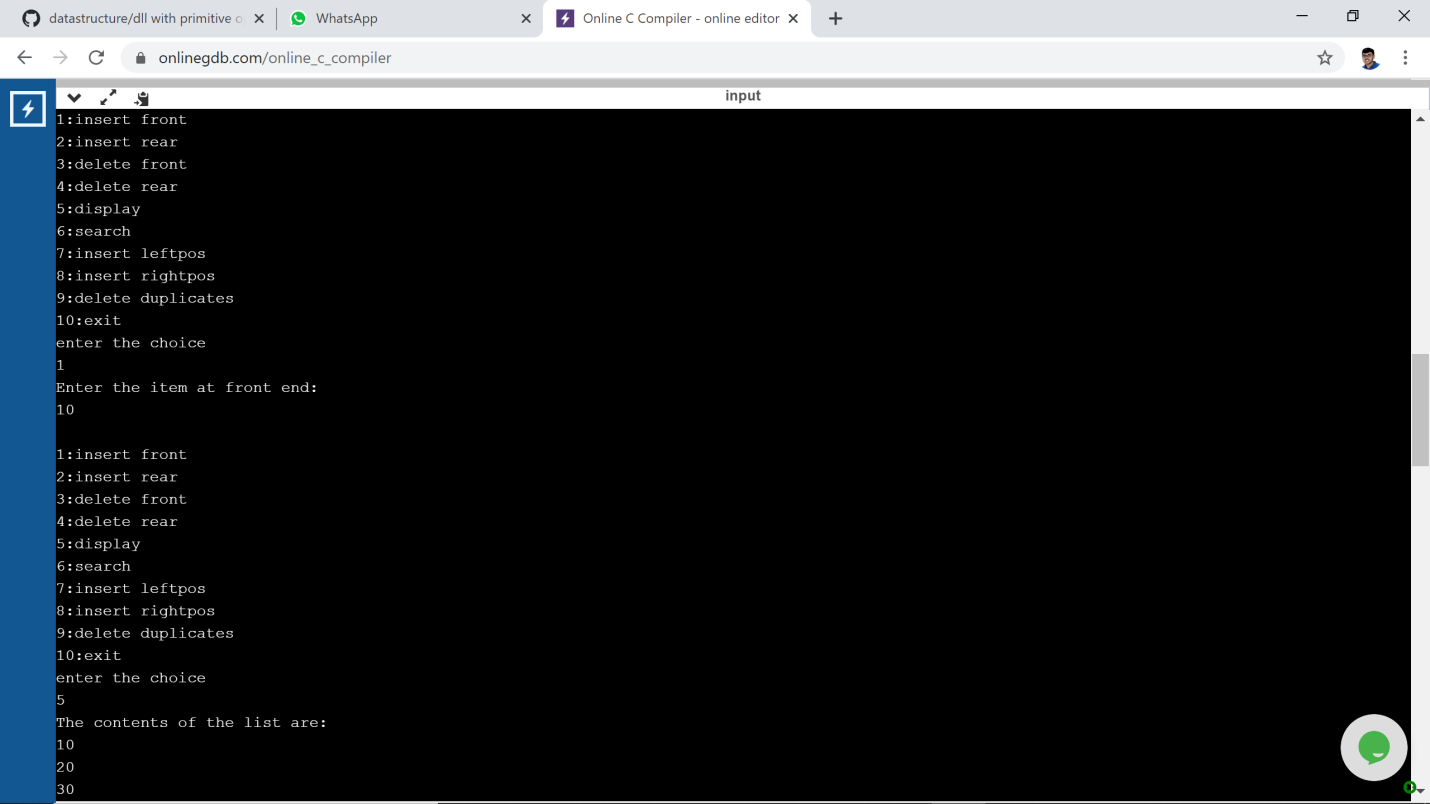 datastructure/dll with primitive o
WhatsApp
Online C Compiler - online editor
onlinegdb.com/online_c_compiler
input
1:insert front
2:insert rear
3:delete front
4:delete rear
5:display
6:search
7:insert leftpos
8:insert rightpos
9:delete duplicates
10:exit
enter the choice
1
Enter the item at front end:
10
1:insert front
2:insert rear
3:delete front
4:delete rear
5:display
6:search
7:insert leftpos
8:insert rightpos
9:delete duplicates
10:exit
enter the choice
5
The contents of the list are:
10
20
30